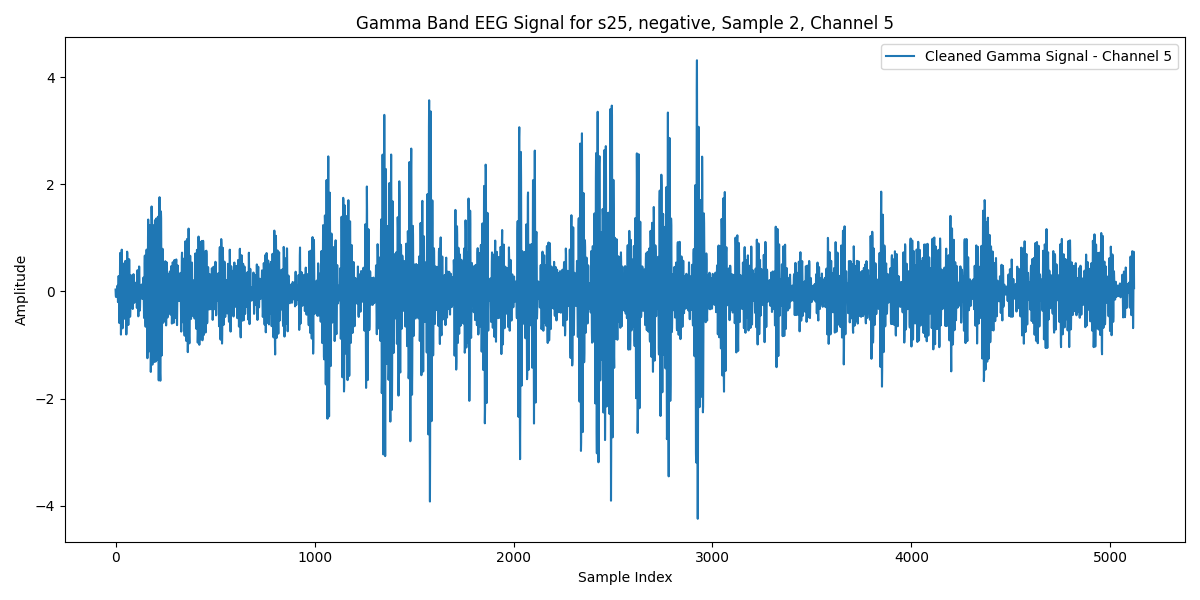 Gamma Band EEG Signal for s25, negative, Sample 2, Channel 5
Cleaned Gamma Signal - Channel 5
4
2
0
−2
−4
Amplitude
0 1000 2000 3000 4000 5000
Sample Index